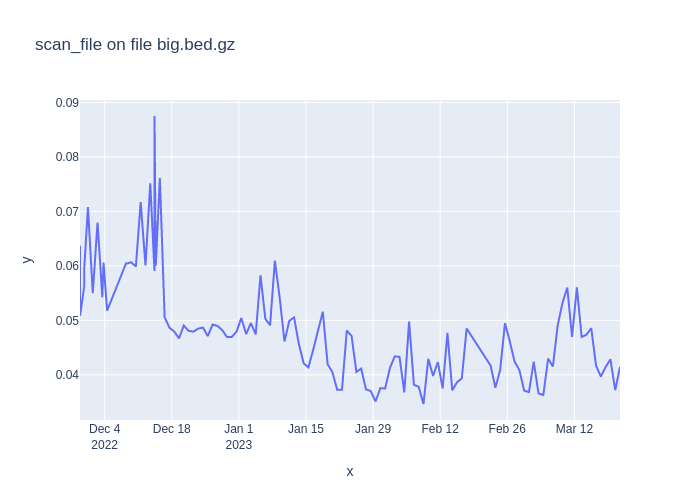 scan_file on file big.bed.gz
0.09
0.08
0.07
0.06
0.05
0.04
y
Dec 4
2022
Dec 18
Jan 1
2023
Jan 15
Jan 29
Feb 12
Feb 26
Mar 12
x